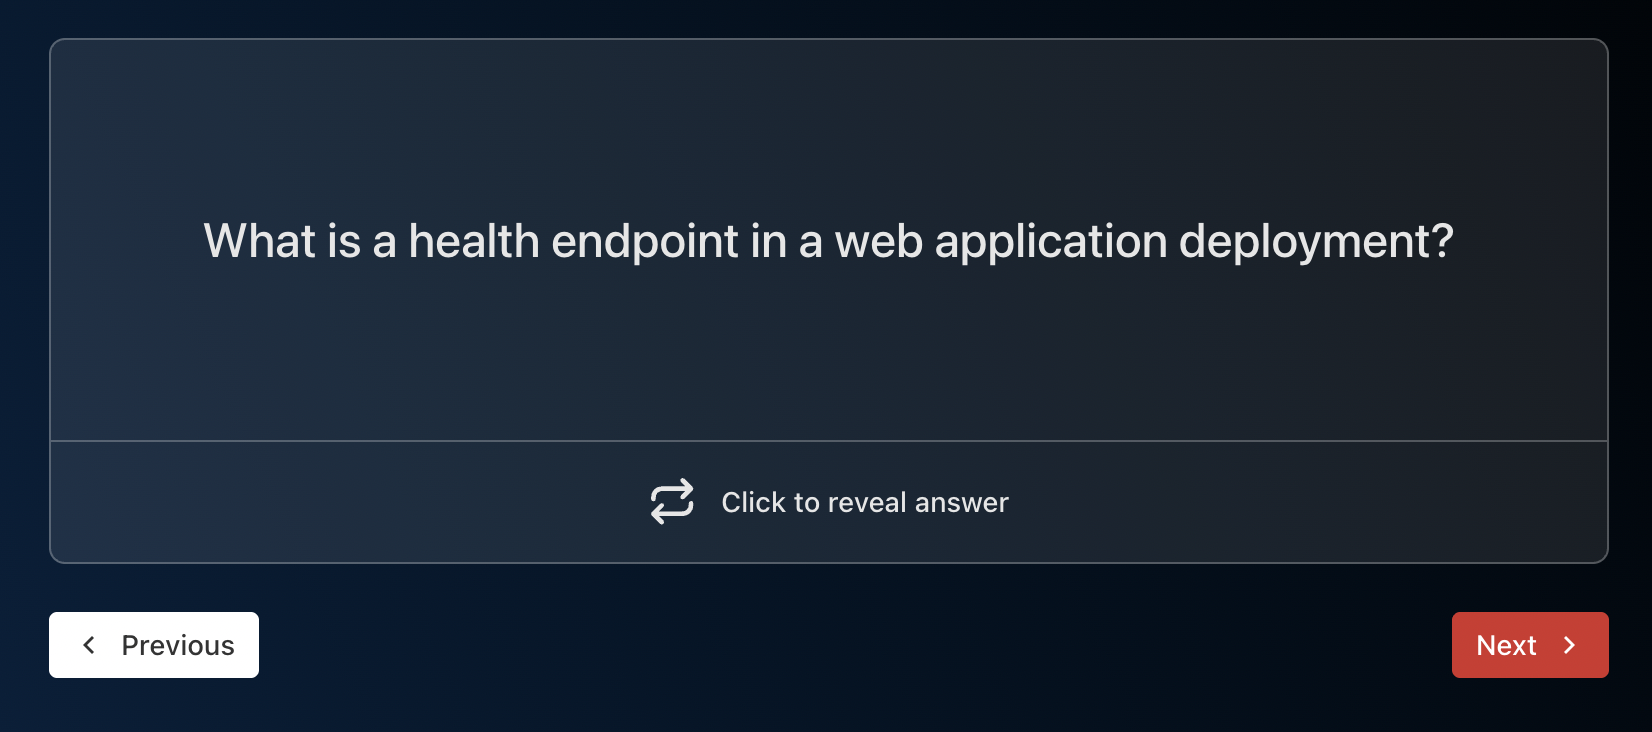 What is a health endpoint in a web application deployment?
Click to reveal answer
Previous
Next